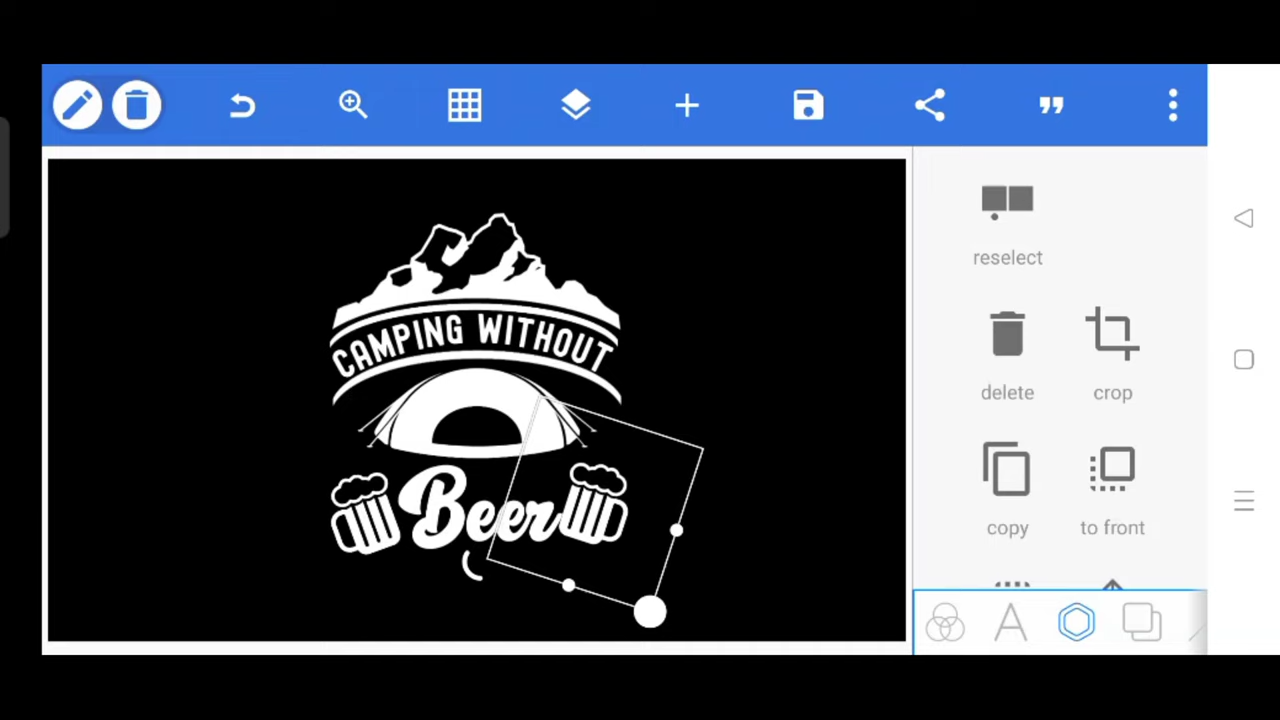 CAMPING WITHOUT
Beer
reselect
delete
crop
copy
to front
A